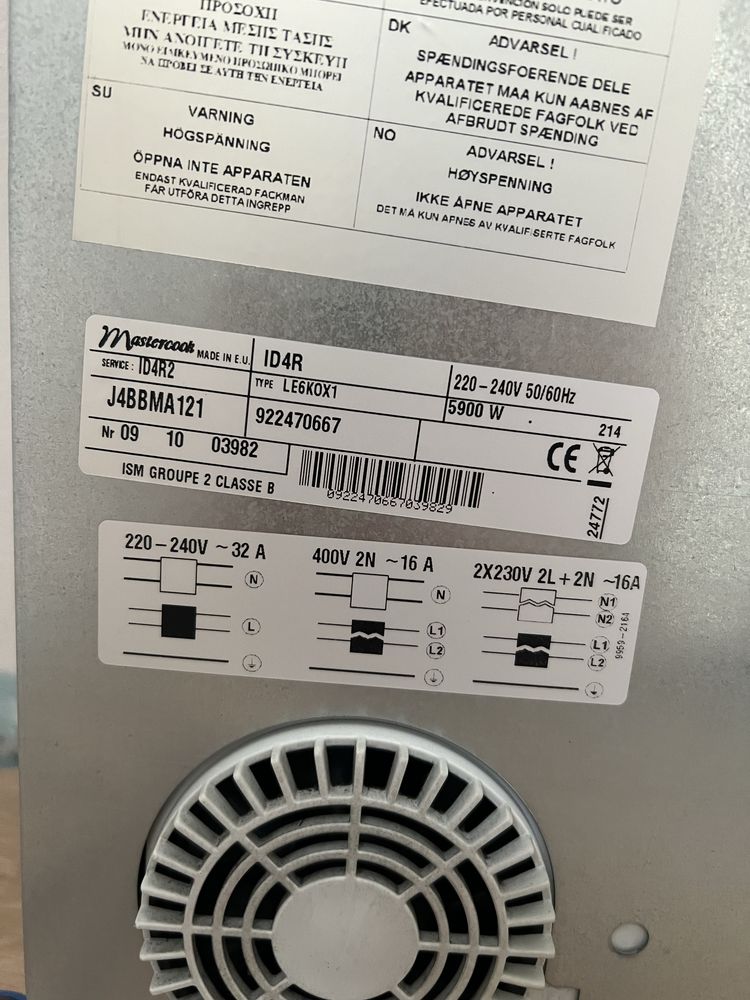 ΠΡΟΣΟΧΗ
ΕΝΕΡΓΕΙΑ ΜΕΣΗΣ ΤΑΣΗΣ
ΜΗΝ ΑΝΟΙΓΕΤΕ ΤΗ ΣΥΣΚΕΥΗ
ΜΟΝΟ ΕΙΔΙΚΕΥΜΕΝΟ ΠΡΟΣΩΠΙΚΟ ΜΠΟΡΕΙ
ΝΑ ΠΡΟΒΕΙ ΣΕ ΑΥΤΗ ΤΗΝ ΕΝΕΡΓΕΙΑ
SOLO PUEDE SER
EFECTUADA POR PERSONAL CUALIFICADO
DK
ADVARSEL !
SPÆNDINGSFOERENDE DELE
APPARATET MAA KUN AABNES AF
KVALIFICEREDE FAGFOLK VED
AFBRUDT SPÆNDING
SU
VARNING
HÖGSPÄNNING
ÖPPNA INTE APPARATEN
ENDAST KVALIFICERAD FACKMAN
FÅR UTFÖRA DETTA INGREPP
NO
ADVARSEL !
HØYSPENNING
IKKE ÅPNE APPARATET
DET MÅ KUN ÅPNES AV KVALIFISERTE FAGFOLK
Mastercook MADE IN E.U.
SERVICE : ID4R2
J4BBMA121
Nr 09 10 03982
ISM GROUPE 2 CLASSE B
ID4R
TYPE LE6K0X1
922470667
220-240V 50/60Hz
5900 W
214
CE
0922470667039829
24772
220-240V ~32 A
N
L
400V 2N ~16 A
N
L1
L2
2X230V 2L+2N ~16A
N1
N2
L1
L2
9959-2164